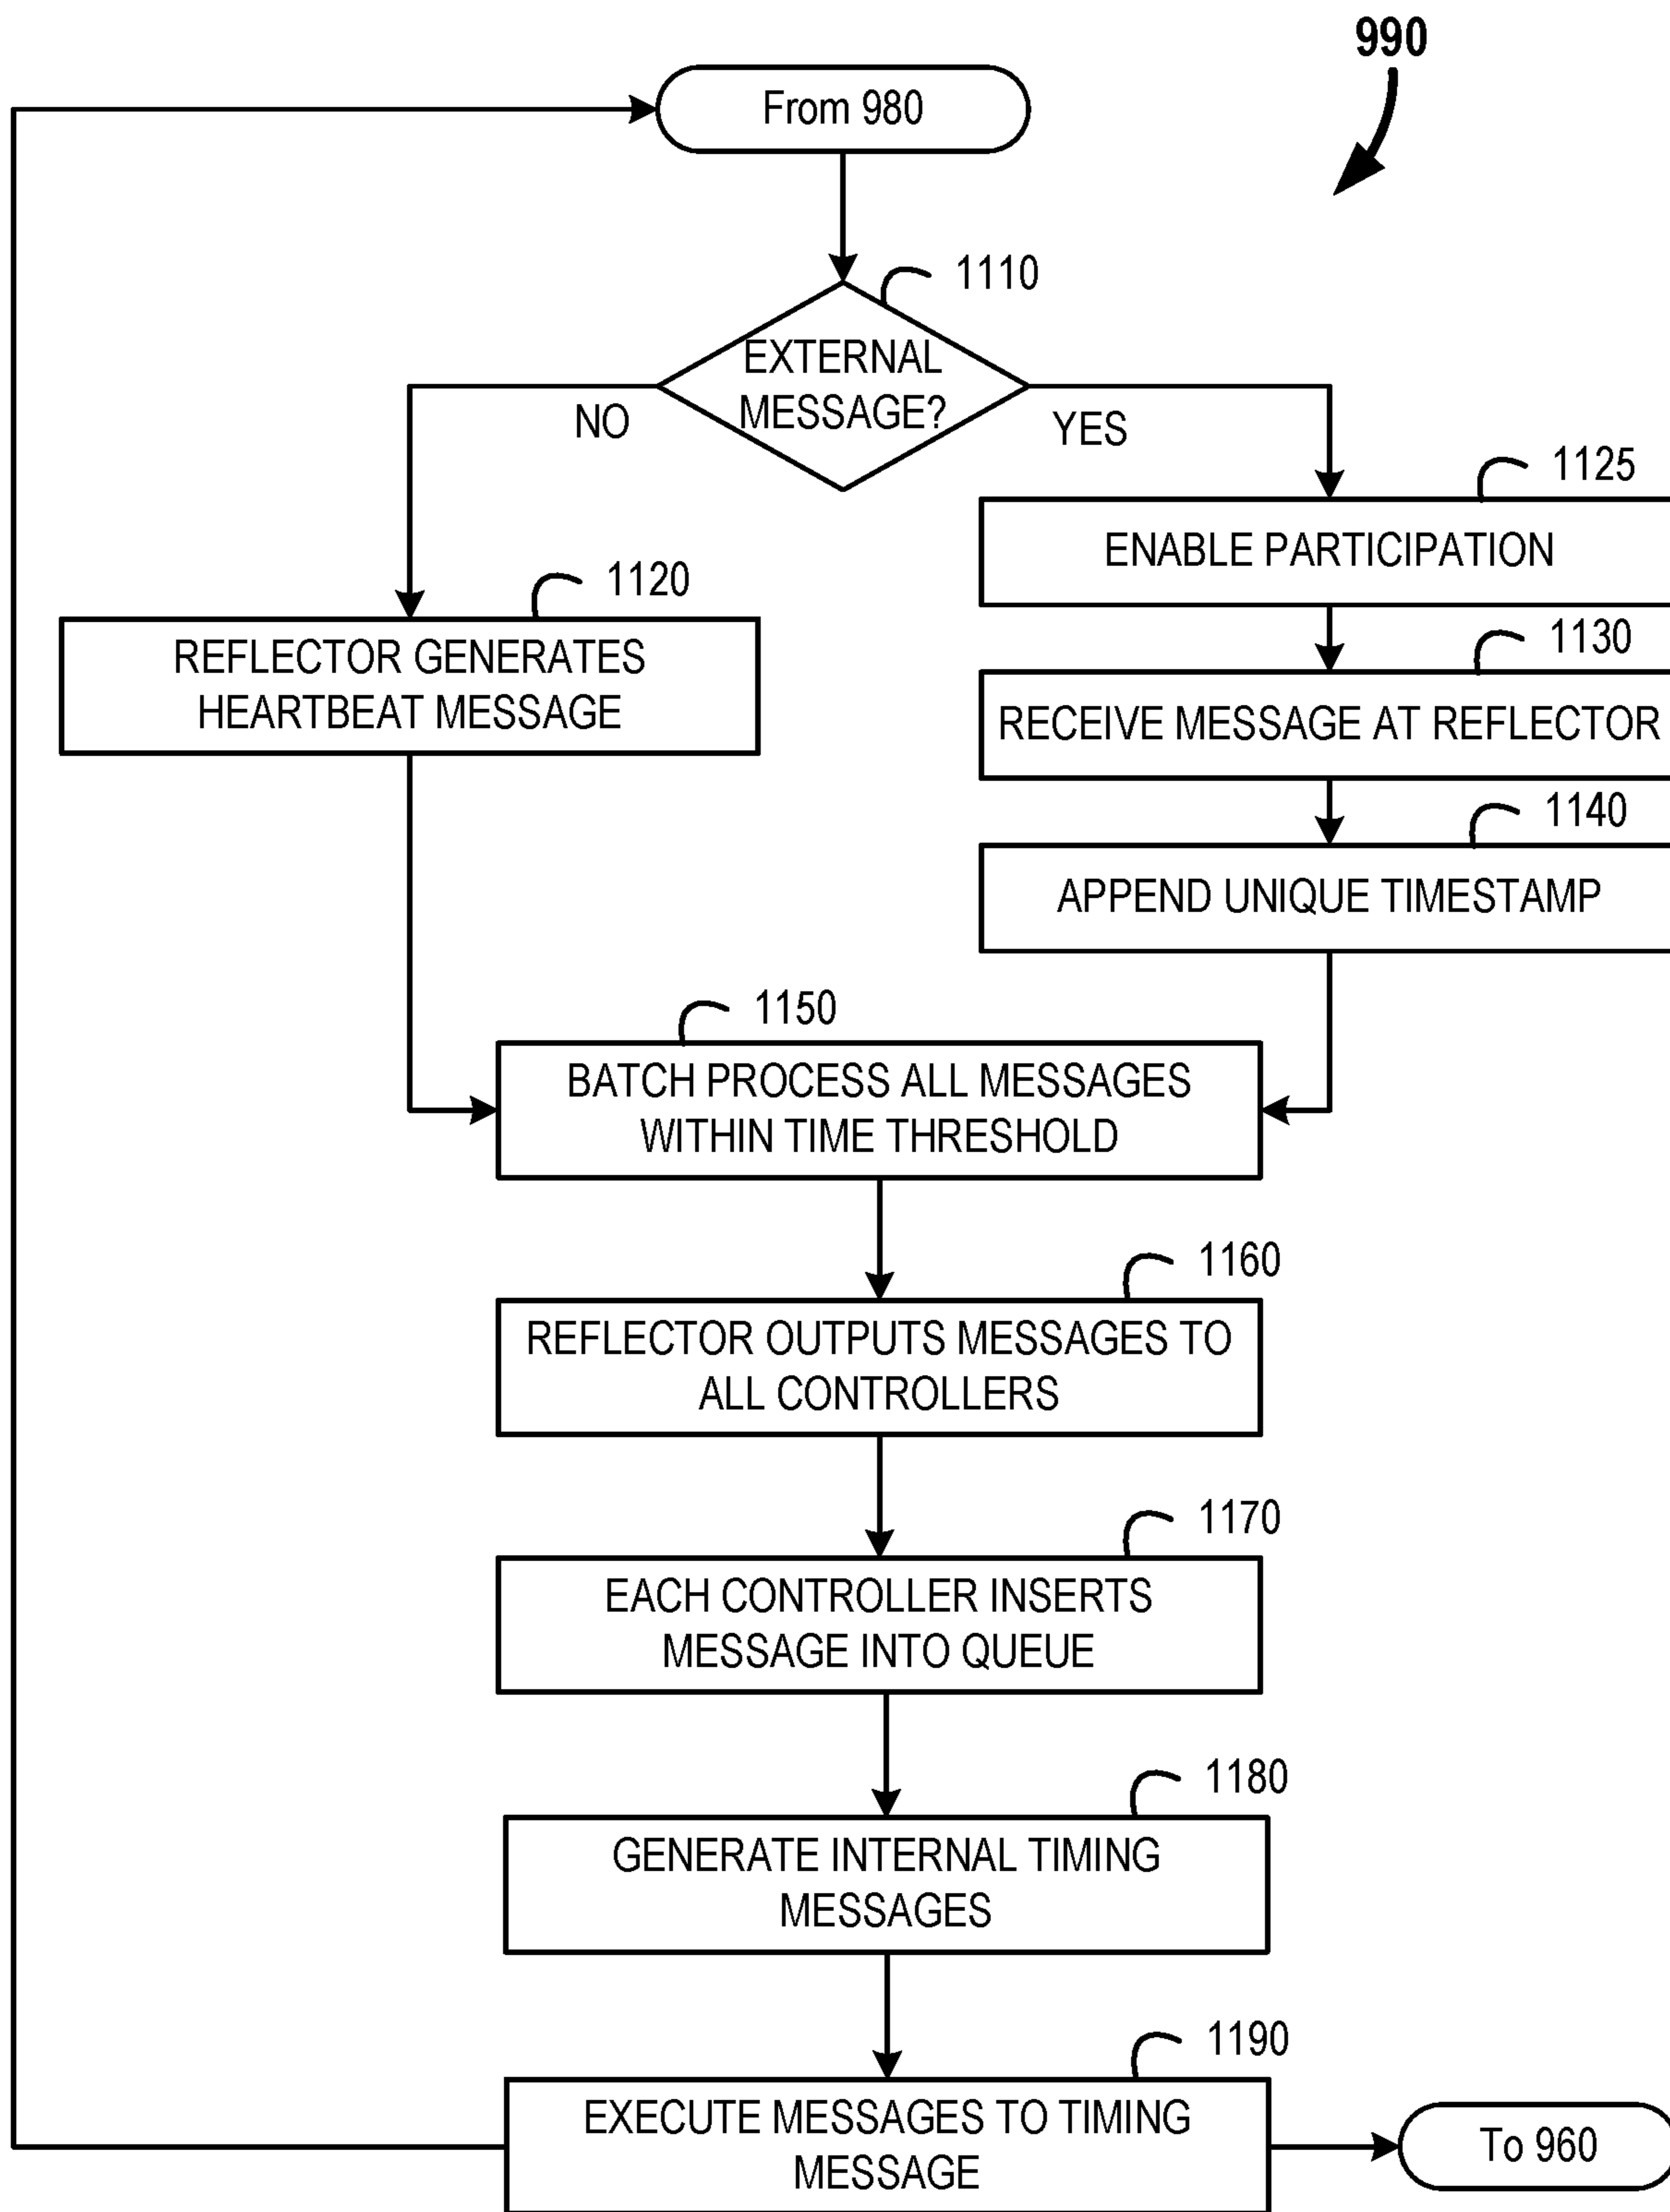 990
From 980
1110
EXTERNAL
MESSAGE?
NO
YES
1125
ENABLE PARTICIPATION
1120
REFLECTOR GENERATES
HEARTBEAT MESSAGE
1130
RECEIVE MESSAGE AT REFLECTOR
1140
APPEND UNIQUE TIMESTAMP
1150
BATCH PROCESS ALL MESSAGES
WITHIN TIME THRESHOLD
1160
REFLECTOR OUTPUTS MESSAGES TO
ALL CONTROLLERS
1170
EACH CONTROLLER INSERTS
MESSAGE INTO QUEUE
1180
GENERATE INTERNAL TIMING
MESSAGES
1190
EXECUTE MESSAGES TO TIMING
MESSAGE
To 960